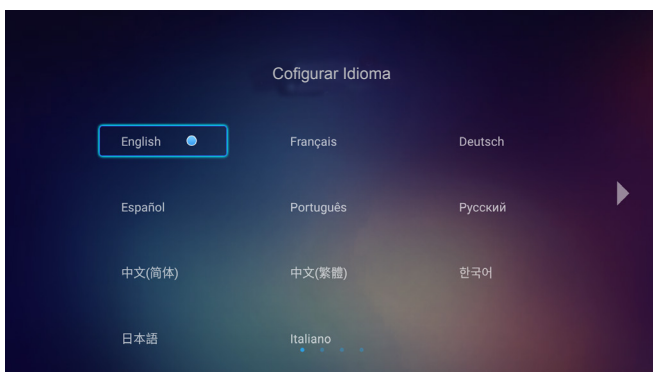 Cofigurar Idioma
English Français Deutsch
Español Português Русский
中文(简体) 中文(繁體) 한국어
日本語 Italiano